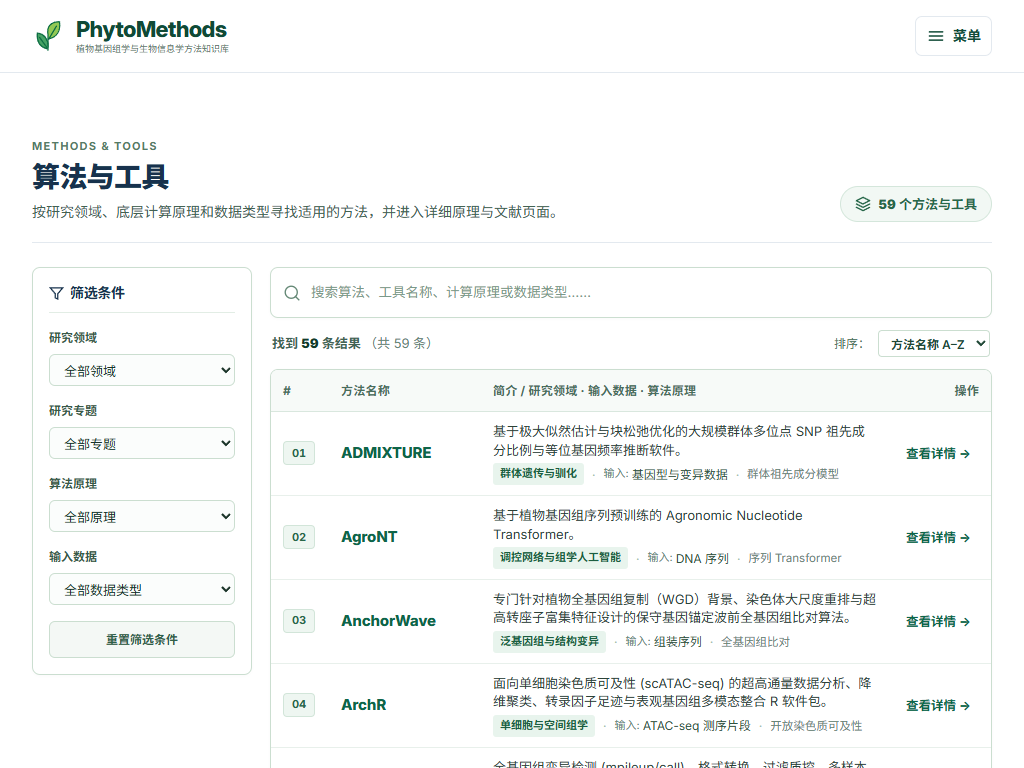 PhytoMethods
植物基因组学与生物信息学方法知识库
菜单
METHODS & TOOLS
算法与工具
按研究领域、底层计算原理和数据类型寻找适用的方法，并进入详细原理与文献页面。
59 个方法与工具
筛选条件
研究领域
全部领域
研究专题
全部专题
算法原理
全部原理
输入数据
全部数据类型
重置筛选条件
搜索算法、工具名称、计算原理或数据类型......
找到 59 条结果 （共 59 条） 排序： 方法名称 A–Z
# 方法名称 简介 / 研究领域 · 输入数据 · 算法原理 操作
01 ADMIXTURE
基于极大似然估计与块松弛优化的大规模群体多位点 SNP 祖先成
分比例与等位基因频率推断软件。
群体遗传与驯化 · 输入: 基因型与变异数据 · 群体祖先成分模型
查看详情 →
02 AgroNT
基于植物基因组序列预训练的 Agronomic Nucleotide
Transformer。
调控网络与组学人工智能 · 输入: DNA 序列 · 序列 Transformer
查看详情 →
03 AnchorWave
专门针对植物全基因组复制（WGD）背景、染色体大尺度重排与超
高转座子富集特征设计的保守基因锚定波前全基因组比对算法。
泛基因组与结构变异 · 输入: 组装序列 · 全基因组比对
查看详情 →
04 ArchR
面向单细胞染色质可及性 (scATAC-seq) 的超高通量数据分析、降
维聚类、转录因子足迹与表观基因组多模态整合 R 软件包。
单细胞与空间组学 · 输入: ATAC-seq 测序片段 · 开放染色质可及性
查看详情 →
全基因组变异检测 (mpileup/call)、格式转换、过滤质控、多样本